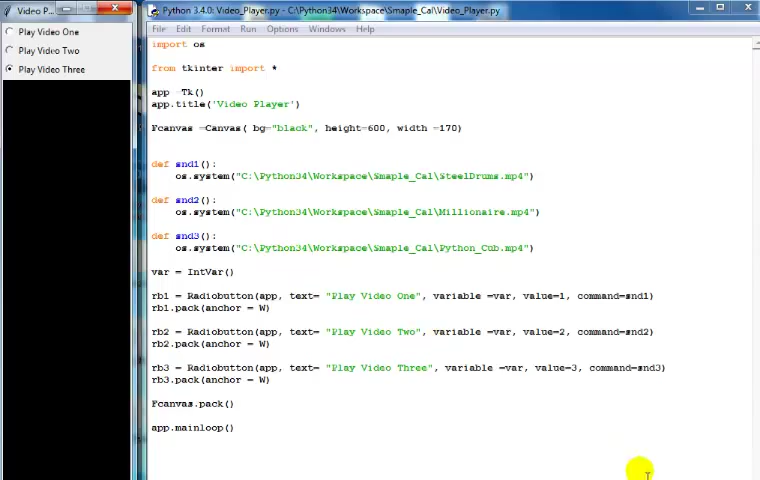 Video P...
Play Video One
Play Video Two
Play Video Three
Python 3.4.0: Video_Player.py - C:\Python34\Workspace\Smaple_Cal\Video_Player.py
File Edit Format Run Options Windows Help
import os
from tkinter import *
app =Tk()
app.title('Video Player')
Fcanvas =Canvas( bg="black", height=600, width =170)
def snd1():
os.system("C:\Python34\Workspace\Smaple_Cal\SteelDrums.mp4")
def snd2():
os.system("C:\Python34\Workspace\Smaple_Cal\Millionaire.mp4")
def snd3():
os.system("C:\Python34\Workspace\Smaple_Cal\Python_Cub.mp4")
var = IntVar()
rb1 = Radiobutton(app, text= "Play Video One", variable =var, value=1, command=snd1)
rb1.pack(anchor = W)
rb2 = Radiobutton(app, text= "Play Video Two", variable =var, value=2, command=snd2)
rb2.pack(anchor = W)
rb3 = Radiobutton(app, text= "Play Video Three", variable =var, value=3, command=snd3)
rb3.pack(anchor = W)
Fcanvas.pack()
app.mainloop()